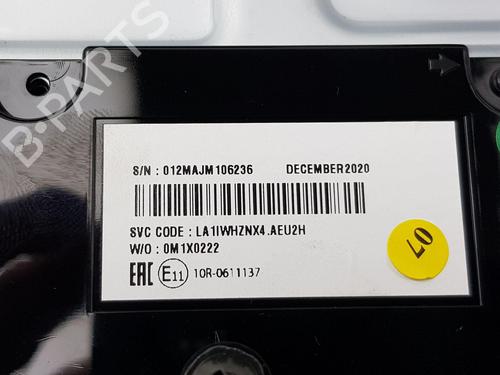 B-PARTS
S/N : 012MAJM106236 DECEMBER2020
SVC CODE : LA1IWHZNX4.AEU2H
W/O : 0M1X0222
07
EAC E11 10R-0611137